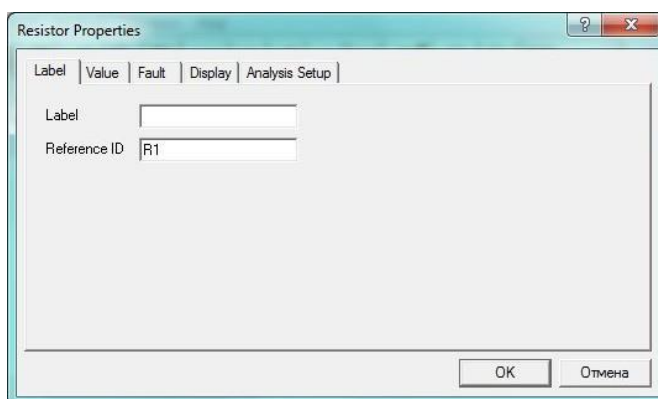 Resistor Properties
Label Value Fault Display Analysis Setup
Label
Reference ID R1
OK Отмена